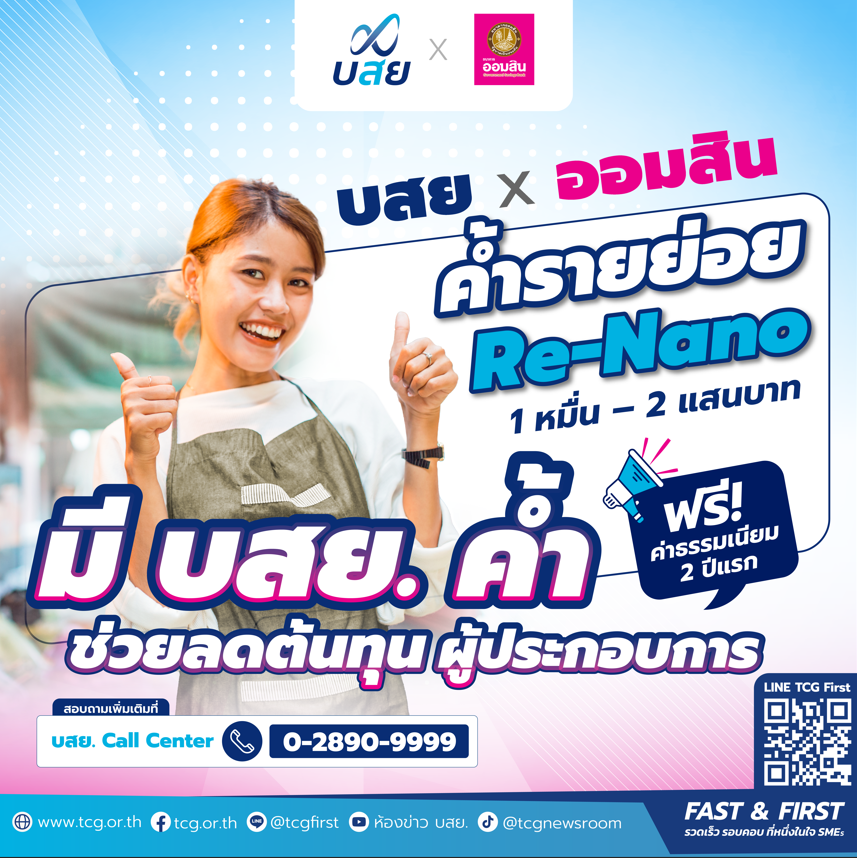 บสย X
ธนาคาร
ออมสิน
บสย X ออมสิน
ค้ำรายย่อย
Re-Nano
1 หมื่น – 2 แสนบาท
ฟรี!
ค่าธรรมเนียม
2 ปีแรก
มี บสย. ค้ำ
ช่วยลดต้นทุน ผู้ประกอบการ
สอบถามเพิ่มเติมที่
บสย. Call Center 0-2890-9999
LINE TCG First
www.tcg.or.th tcg.or.th @tcgfirst ห้องข่าว บสย. @tcgnewsroom
FAST & FIRST
รวดเร็ว รอบคอบ ที่หนึ่งในใจ SMEs